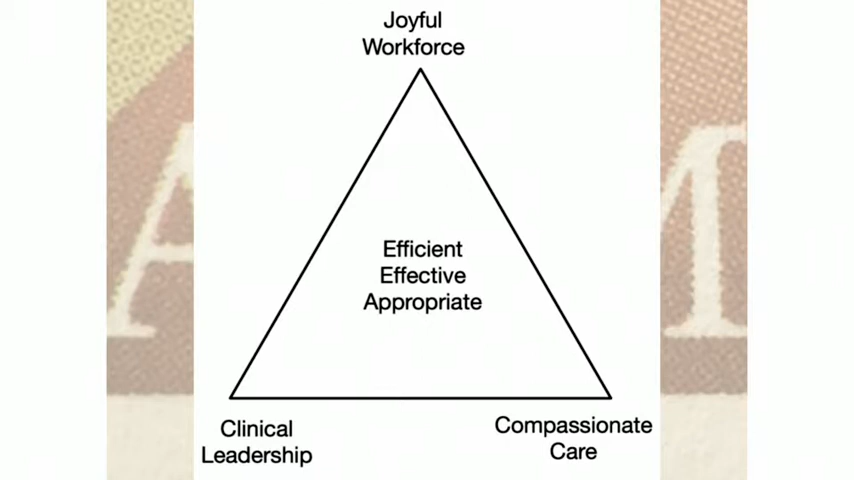 Joyful
Workforce
Efficient
Effective
Appropriate
Clinical
Leadership
Compassionate
Care
A
M